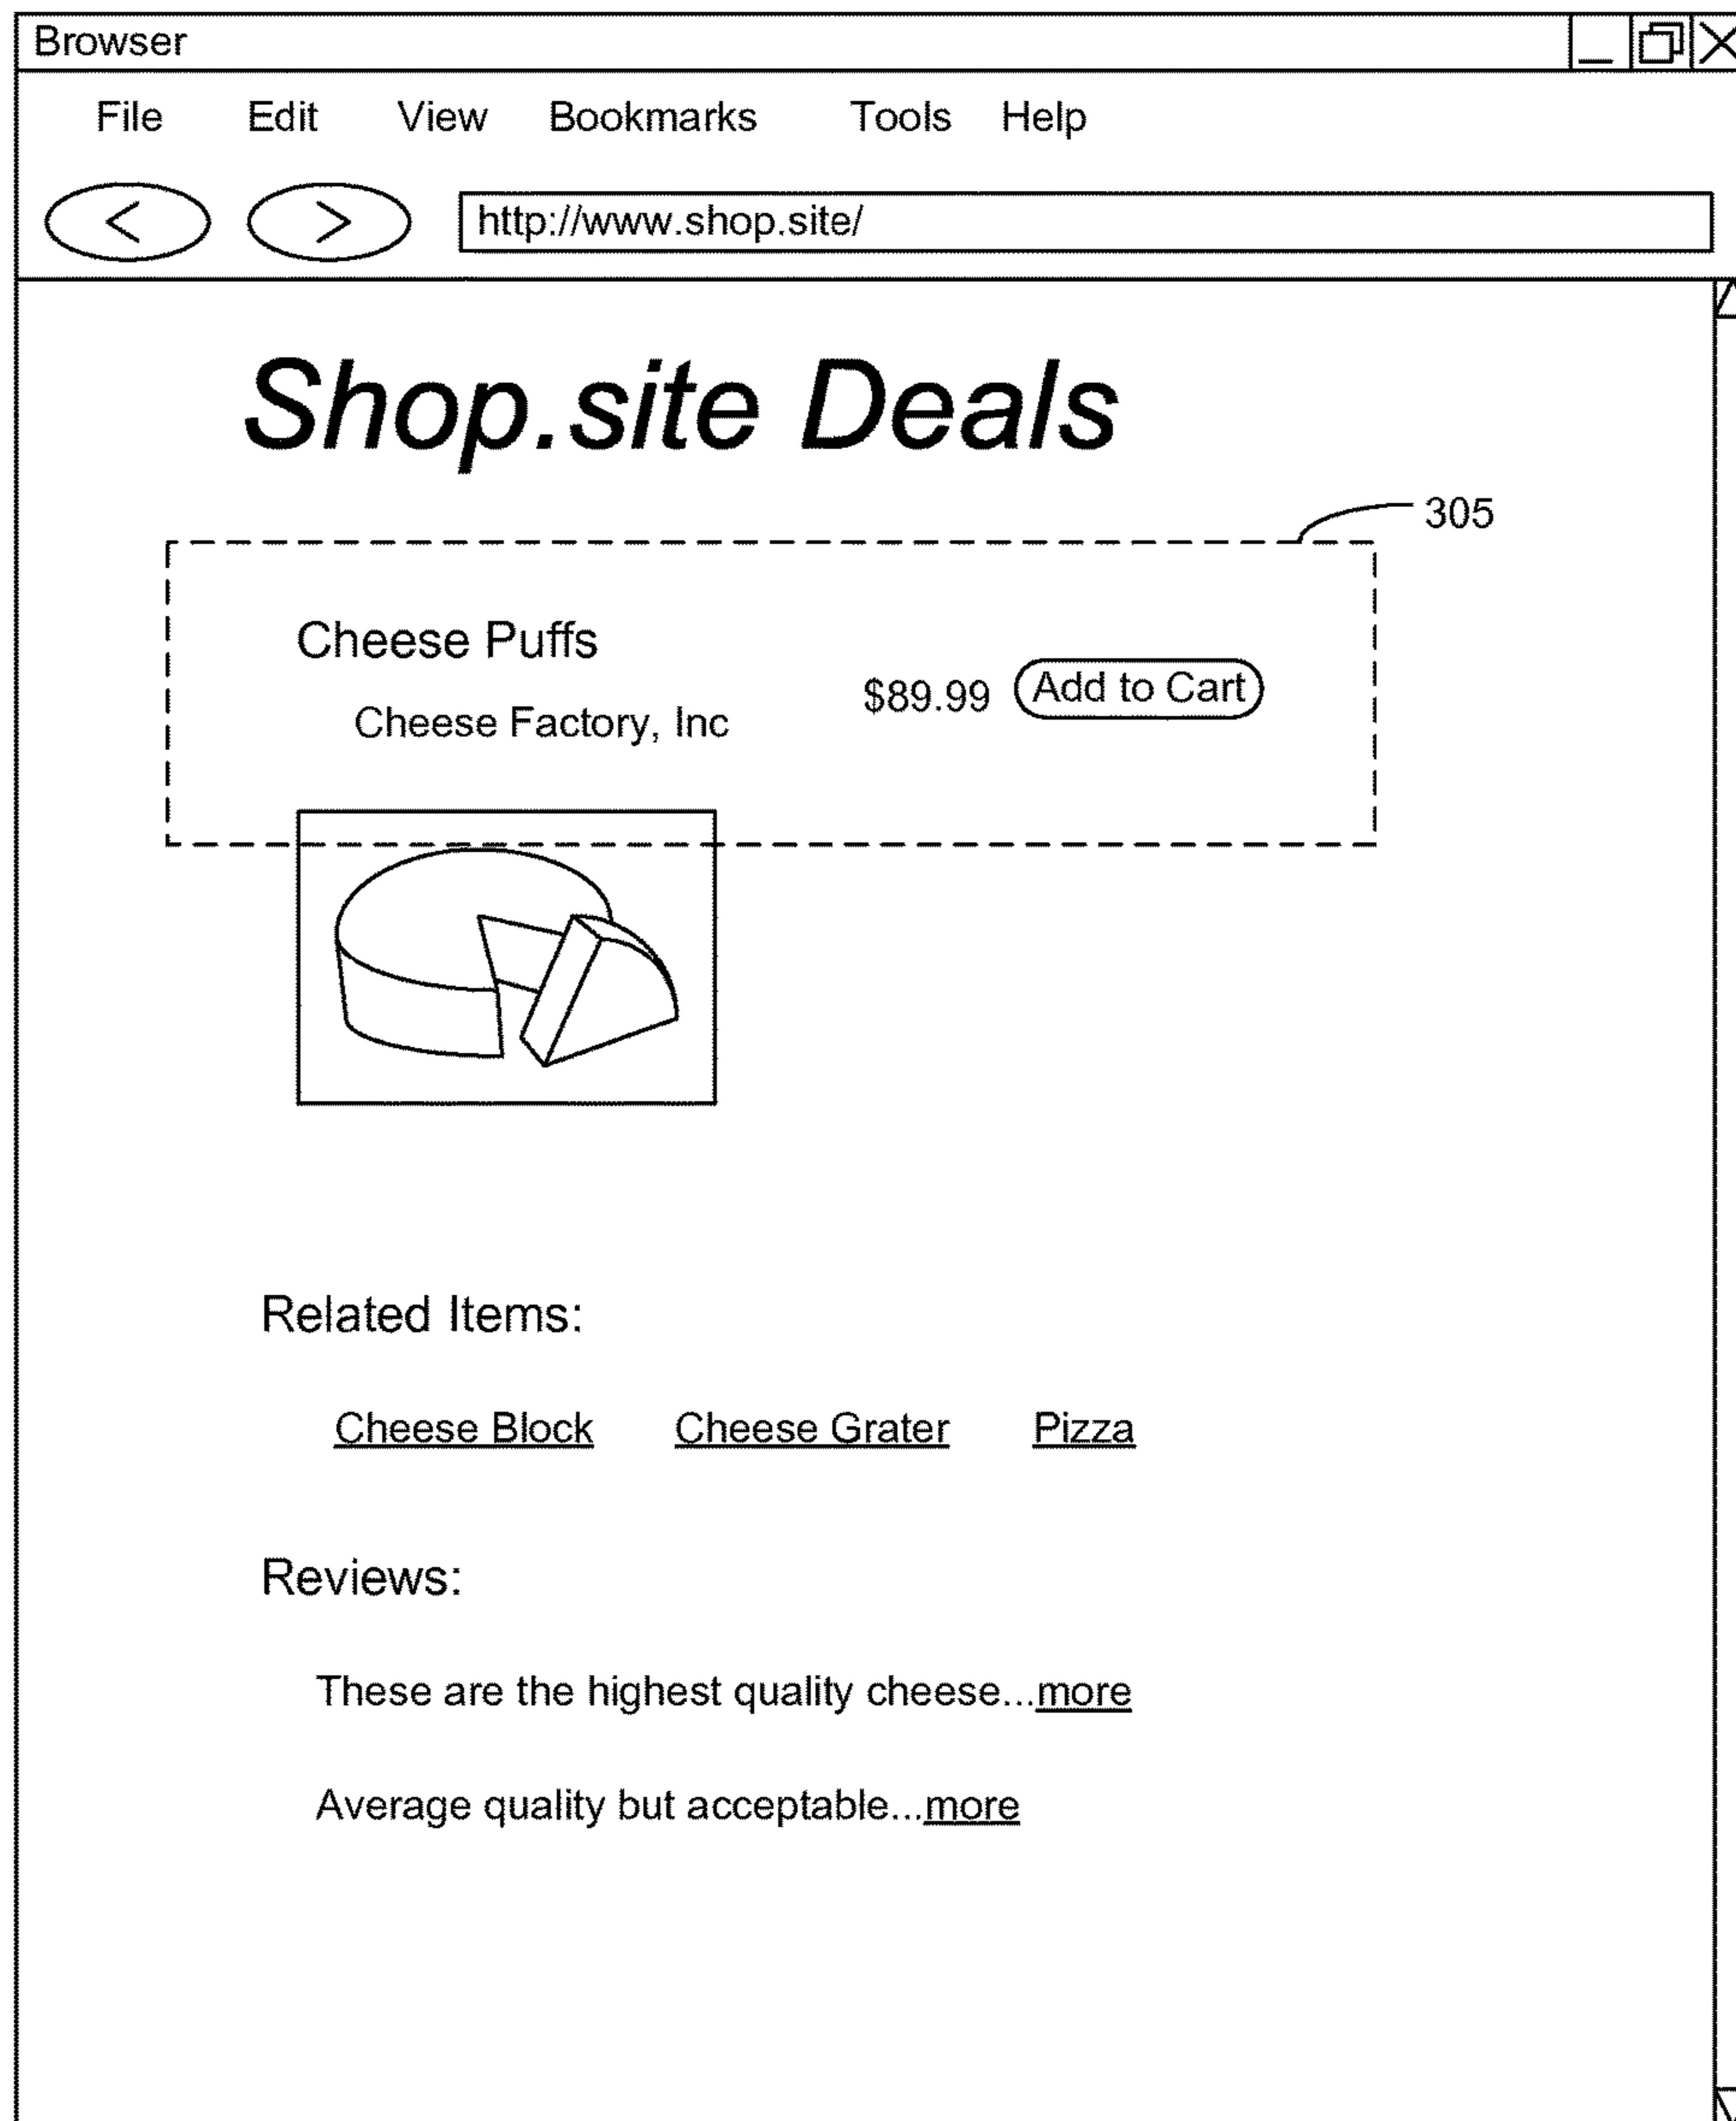 Browser
File Edit View Bookmarks Tools Help
< > http://www.shop.site/
Shop.site Deals
305
Cheese Puffs
$89.99 Add to Cart
Cheese Factory, Inc
Related Items:
Cheese Block Cheese Grater Pizza
Reviews:
These are the highest quality cheese...more
Average quality but acceptable...more